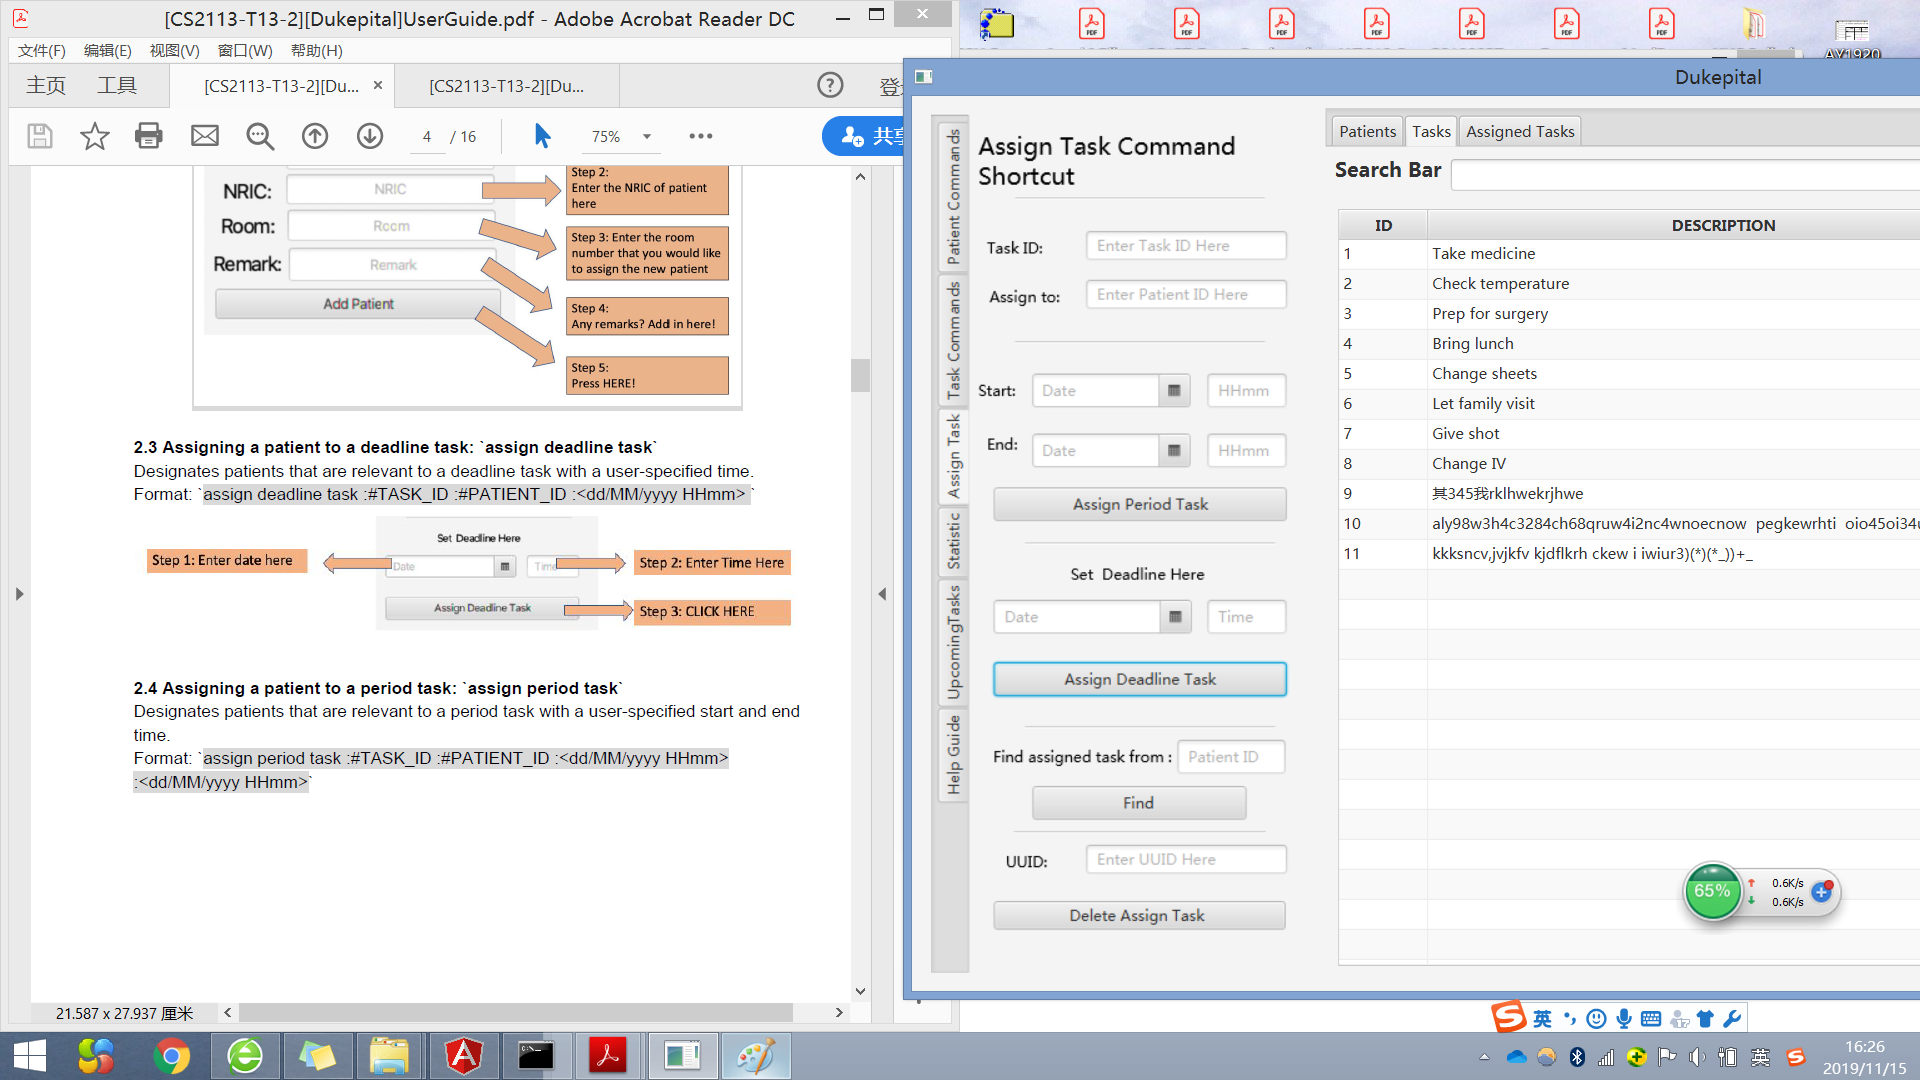 [CS2113-T13-2][Dukepital]UserGuide.pdf - Adobe Acrobat Reader DC
文件(F) 编辑(E) 视图(V) 窗口(W) 帮助(H)
主页 工具 [CS2113-T13-2][Du... × [CS2113-T13-2][Du...
4 / 16 75%
NRIC: NRIC
Room: Room
Remark: Remark
Add Patient
Step 2:
Enter the NRIC of patient
here
Step 3: Enter the room
number that you would like
to assign the new patient
Step 4:
Any remarks? Add in here!
Step 5:
Press HERE!
2.3 Assigning a patient to a deadline task: `assign deadline task`
Designates patients that are relevant to a deadline task with a user-specified time.
Format: `assign deadline task :#TASK_ID :#PATIENT_ID :<dd/MM/yyyy HHmm> `
Set Deadline Here
Step 1: Enter date here
Date Time
Step 2: Enter Time Here
Assign Deadline Task
Step 3: CLICK HERE
2.4 Assigning a patient to a period task: `assign period task`
Designates patients that are relevant to a period task with a user-specified start and end
time.
Format: `assign period task :#TASK_ID :#PATIENT_ID :<dd/MM/yyyy HHmm>
:<dd/MM/yyyy HHmm>`
21.587 x 27.937 厘米
AY1920
Dukepital
Patient Commands
Task Commands
Assign Task
Statistic
UpcomingTasks
Help Guide
Assign Task Command
Shortcut
Task ID: Enter Task ID Here
Assign to: Enter Patient ID Here
Start: Date HHmm
End: Date HHmm
Assign Period Task
Set Deadline Here
Date Time
Assign Deadline Task
Find assigned task from : Patient ID
Find
UUID: Enter UUID Here
Delete Assign Task
Patients Tasks Assigned Tasks
Search Bar
ID DESCRIPTION
1 Take medicine
2 Check temperature
3 Prep for surgery
4 Bring lunch
5 Change sheets
6 Let family visit
7 Give shot
8 Change IV
9 其345我rklhwekrjhwe
10 aly98w3h4c3284ch68qruw4i2nc4wnoecnow pegkewrhti oio45oi34
11 kkksncv,jvjkfv kjdflkrh ckew i iwiur3)(*)(*_))+_
65% 0.6K/s
0.6K/s
英
英
16:26
2019/11/15